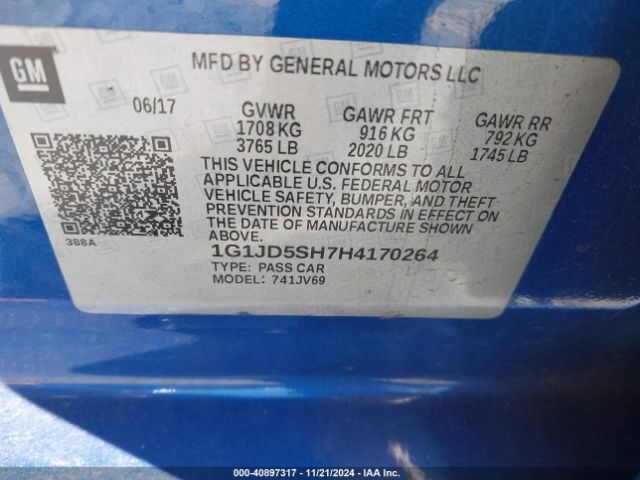 GM
MFD BY GENERAL MOTORS LLC
06/17 GVWR GAWR FRT GAWR RR
1708 KG 916 KG 792 KG
3765 LB 2020 LB 1745 LB
THIS VEHICLE CONFORMS TO ALL
APPLICABLE U.S. FEDERAL MOTOR
VEHICLE SAFETY, BUMPER, AND THEFT
PREVENTION STANDARDS IN EFFECT ON
THE DATE OF MANUFACTURE SHOWN
ABOVE.
388A
1G1JD5SH7H4170264
TYPE: PASS CAR
MODEL: 741JV69
© - 40897317 - 11/21/2024 - IAA Inc.